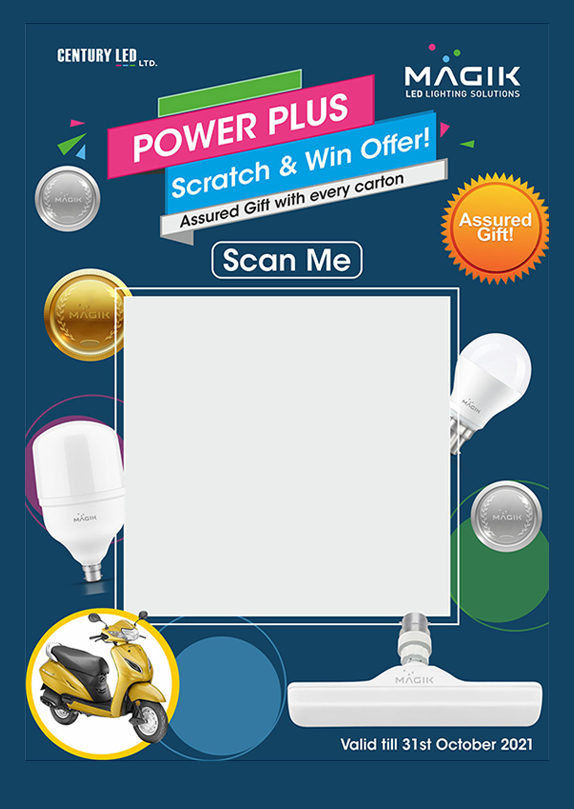 CENTURY LED LTD.
MAGIK
LED LIGHTING SOLUTIONS
POWER PLUS
Scratch & Win Offer!
Assured Gift with every carton
MAGIK
Assured
Gift!
Scan Me
MAGIK
MAGIK
MAGIK
MAGIK
MAGIK
Valid till 31st October 2021